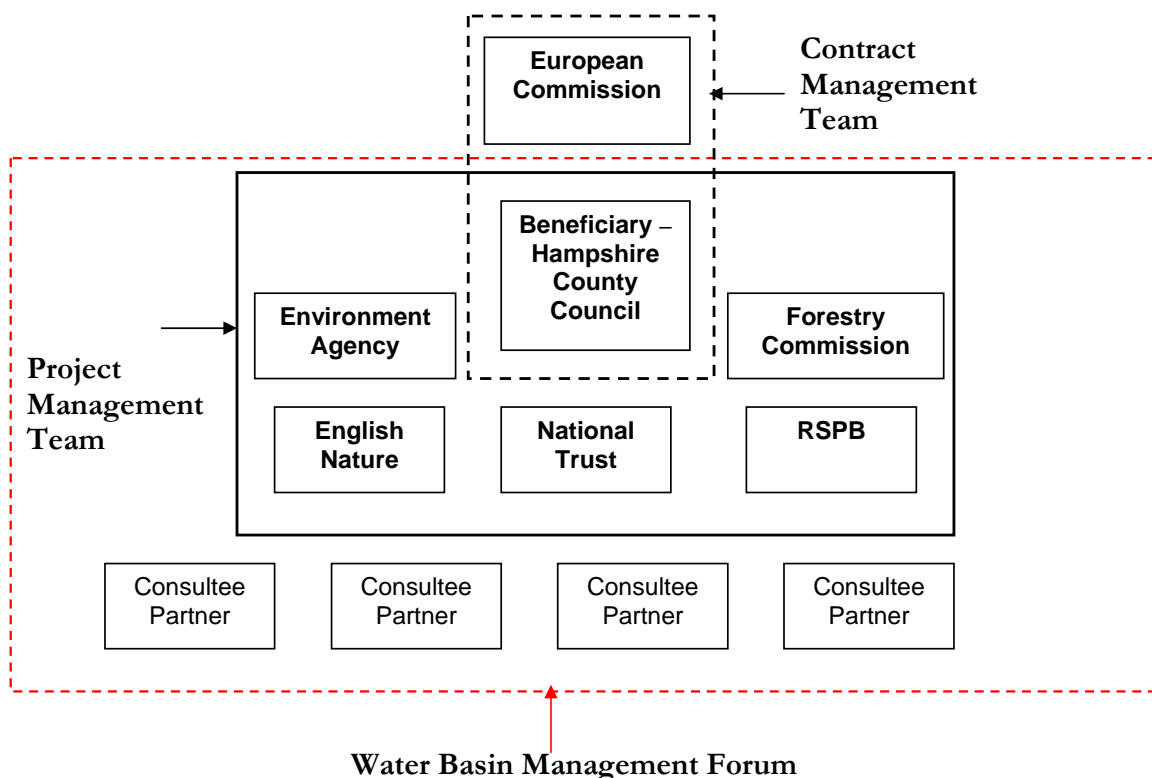 European
Commission
Contract
Management
Team
Beneficiary –
Hampshire
County
Council
Environment
Agency
Forestry
Commission
Project
Management
Team
English
Nature
National
Trust
RSPB
Consultee
Partner
Consultee
Partner
Consultee
Partner
Consultee
Partner
Water Basin Management Forum